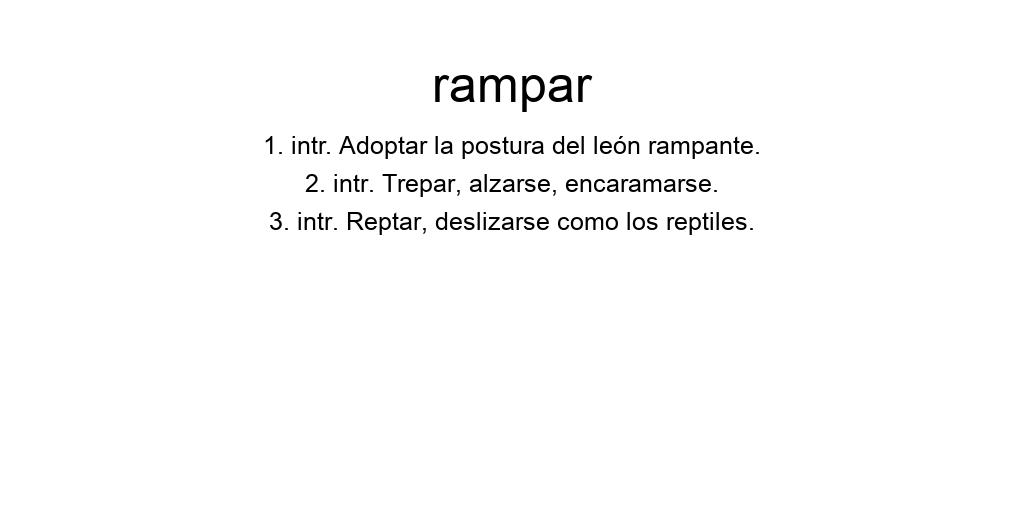 rampar
1. intr. Adoptar la postura del león rampante.
2. intr. Trepar, alzarse, encaramarse.
3. intr. Reptar, deslizarse como los reptiles.